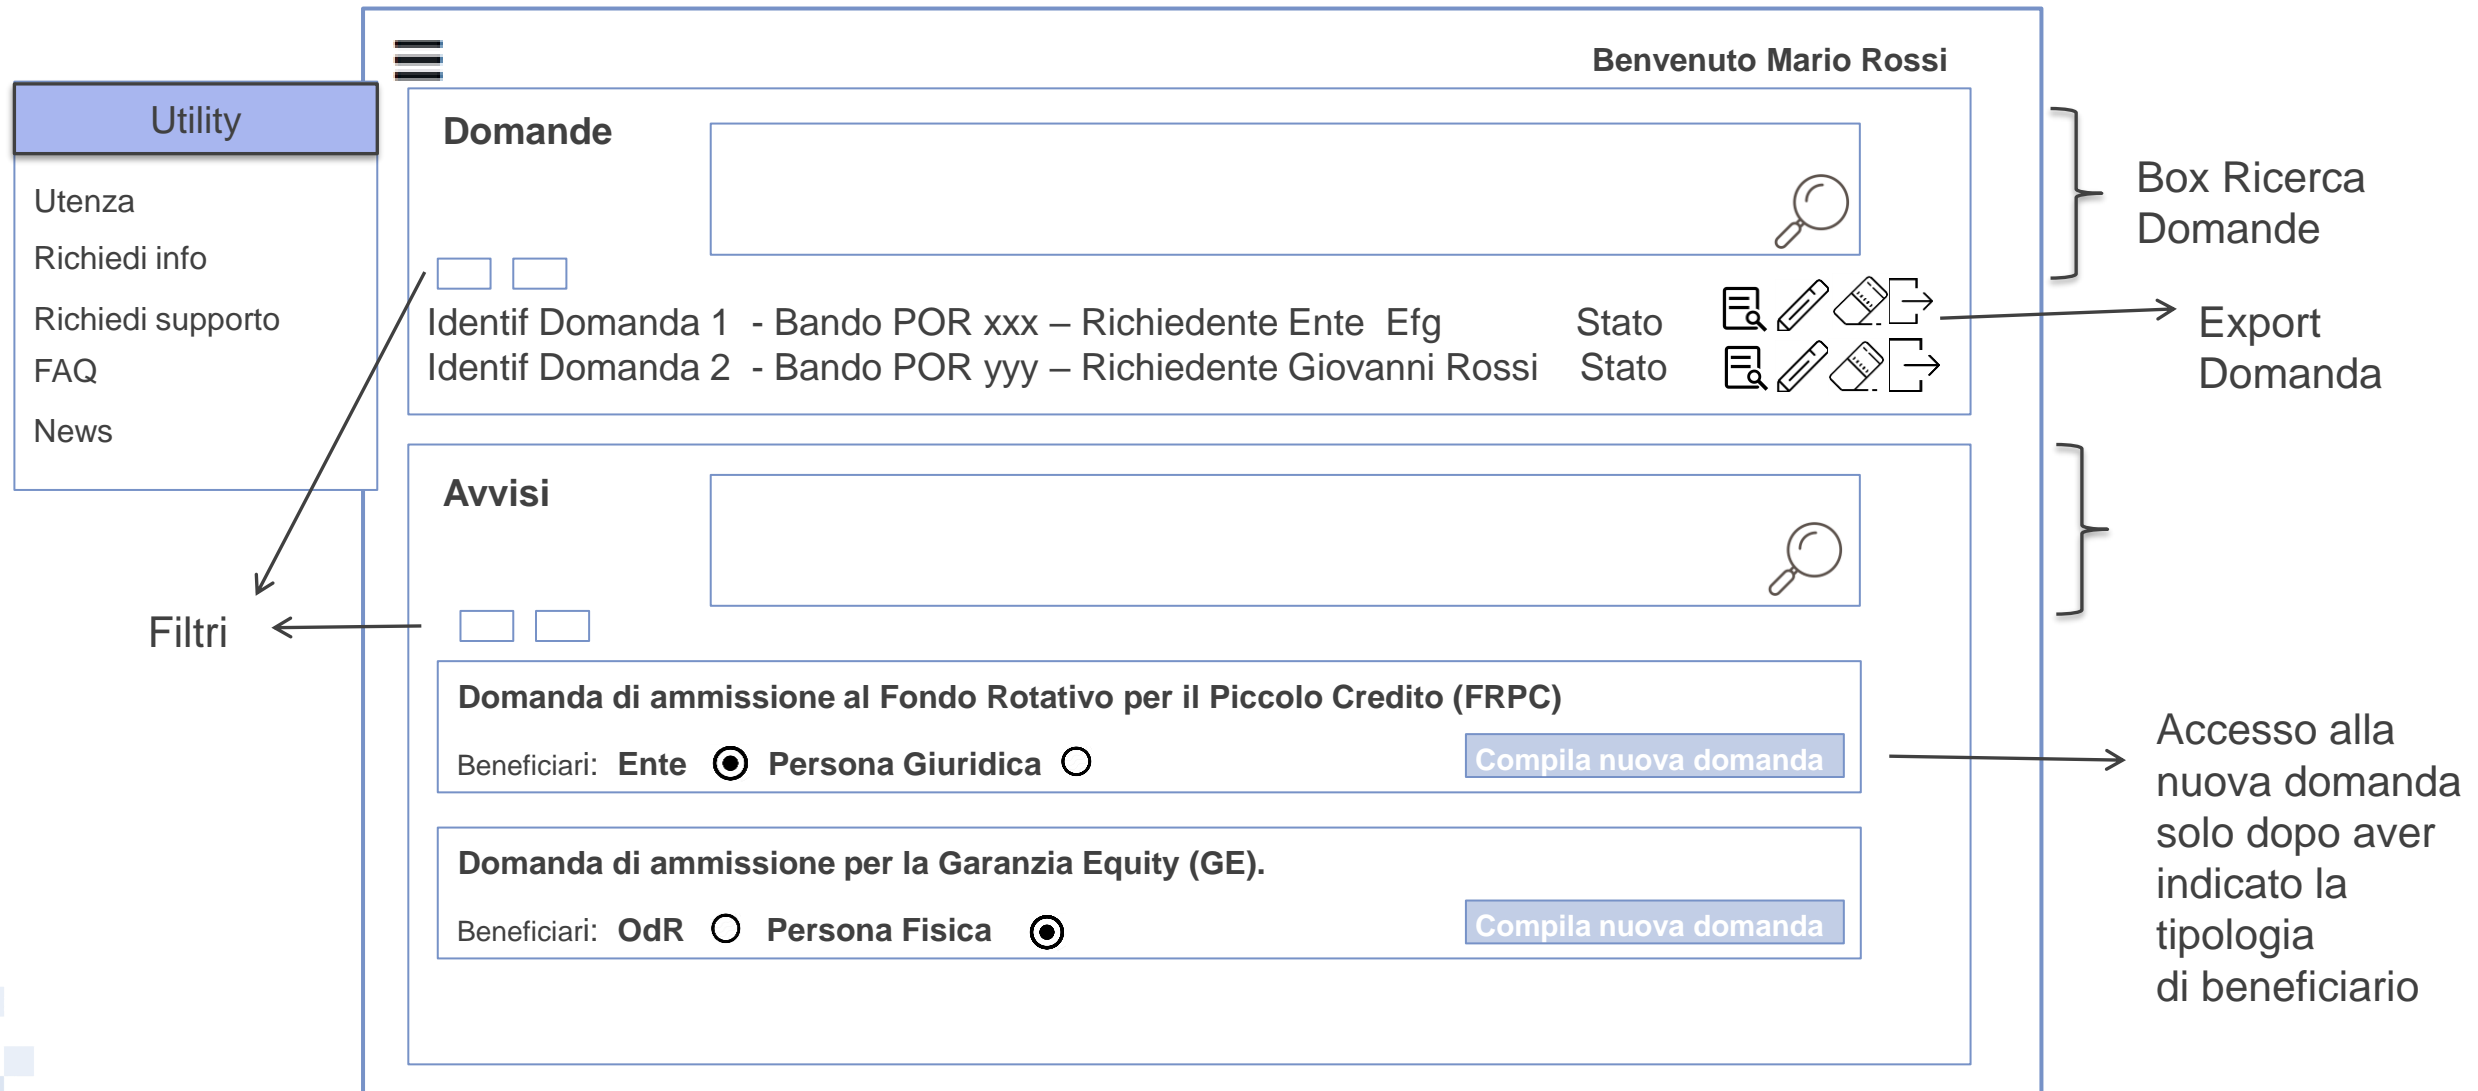 Benvenuto Mario Rossi
Utility
Utenza
Richiedi info
Richiedi supporto
FAQ
News
Domande
Identif Domanda 1 - Bando POR xxx – Richiedente Ente Efg Stato
Identif Domanda 2 - Bando POR yyy – Richiedente Giovanni Rossi Stato
Box Ricerca
Domande
Export
Domanda
Avvisi
Filtri
Domanda di ammissione al Fondo Rotativo per il Piccolo Credito (FRPC)
Beneficiari: Ente Persona Giuridica Compila nuova domanda
Domanda di ammissione per la Garanzia Equity (GE).
Beneficiari: OdR Persona Fisica Compila nuova domanda
Accesso alla
nuova domanda
solo dopo aver
indicato la
tipologia
di beneficiario